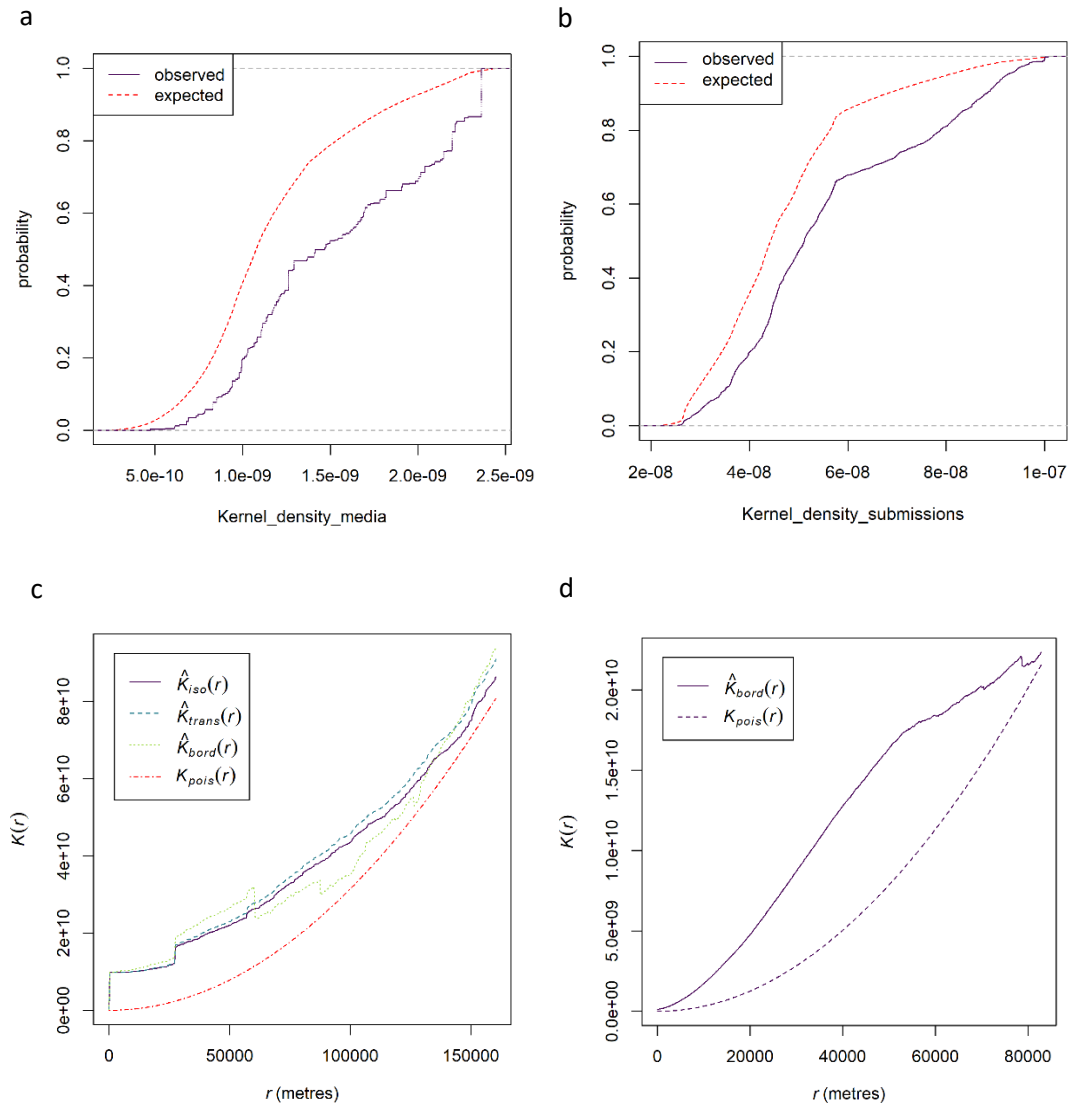 a
observed
expected
probability
0.0
0.2
0.4
0.6
0.8
1.0
5.0e-10
1.0e-09
1.5e-09
2.0e-09
2.5e-09
Kernel_density_media
b
observed
expected
probability
0.0
0.2
0.4
0.6
0.8
1.0
2e-08
4e-08
6e-08
8e-08
1e-07
Kernel_density_submissions
c
K̂iso(r)
K̂trans(r)
K̂bord(r)
Kpois(r)
K(r)
0e+00
2e+10
4e+10
6e+10
8e+10
0
50000
100000
150000
r (metres)
d
K̂bord(r)
Kpois(r)
K(r)
0.0e+00
5.0e+09
1.0e+10
1.5e+10
2.0e+10
0
20000
40000
60000
80000
r (metres)